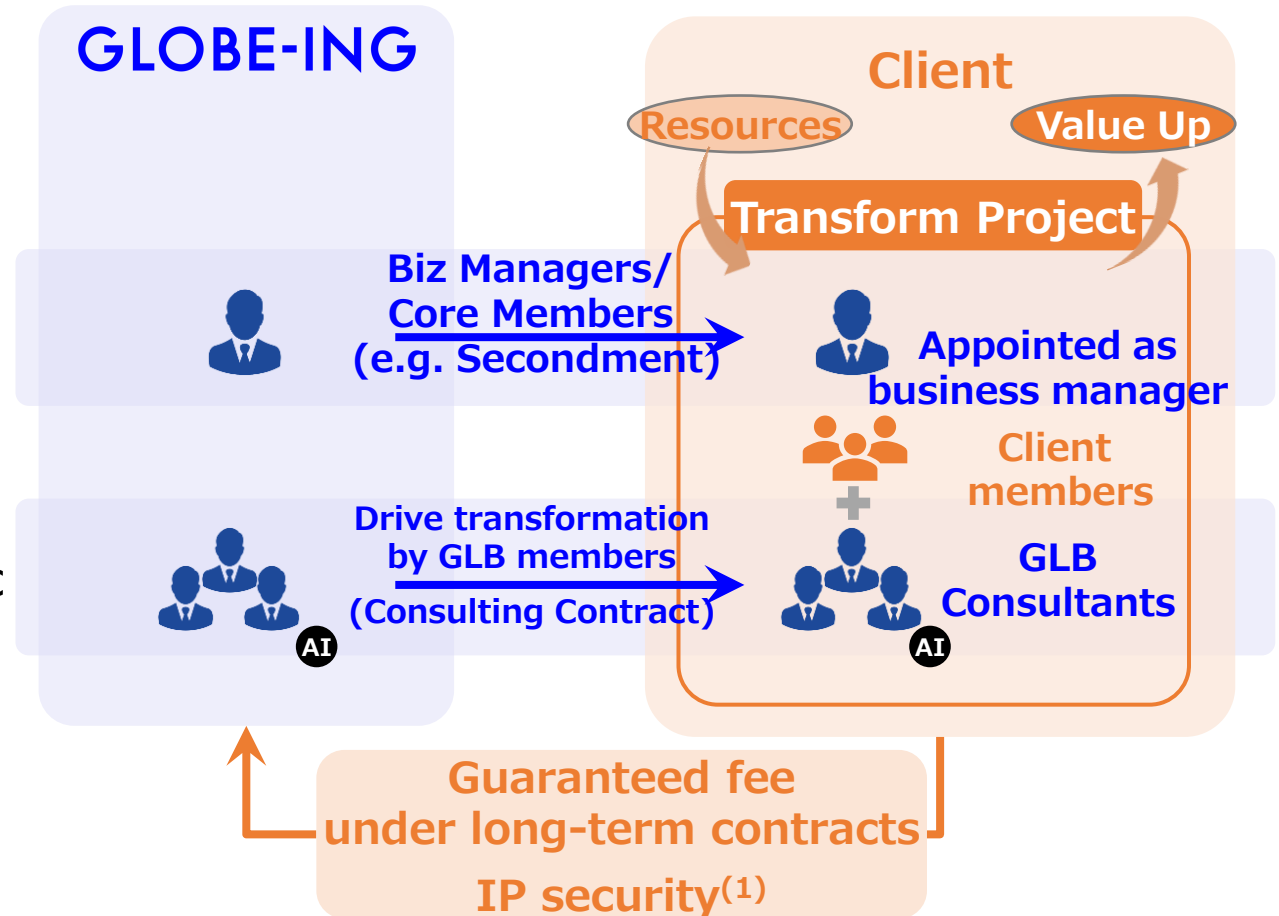 GLOBE-ING
Client
Resources
Value Up
Transform Project
Biz Managers/
Core Members
(e.g. Secondment)
Appointed as
business manager
Client
members
Drive transformation
by GLB members
(Consulting Contract)
GLB
Consultants
AI
AI
Guaranteed fee
under long-term contracts
IP security(1)